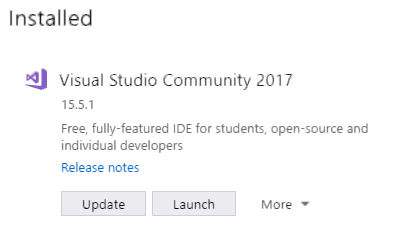 Installed
Visual Studio Community 2017
15.5.1
Free, fully-featured IDE for students, open-source and
individual developers
Release notes
Update Launch More